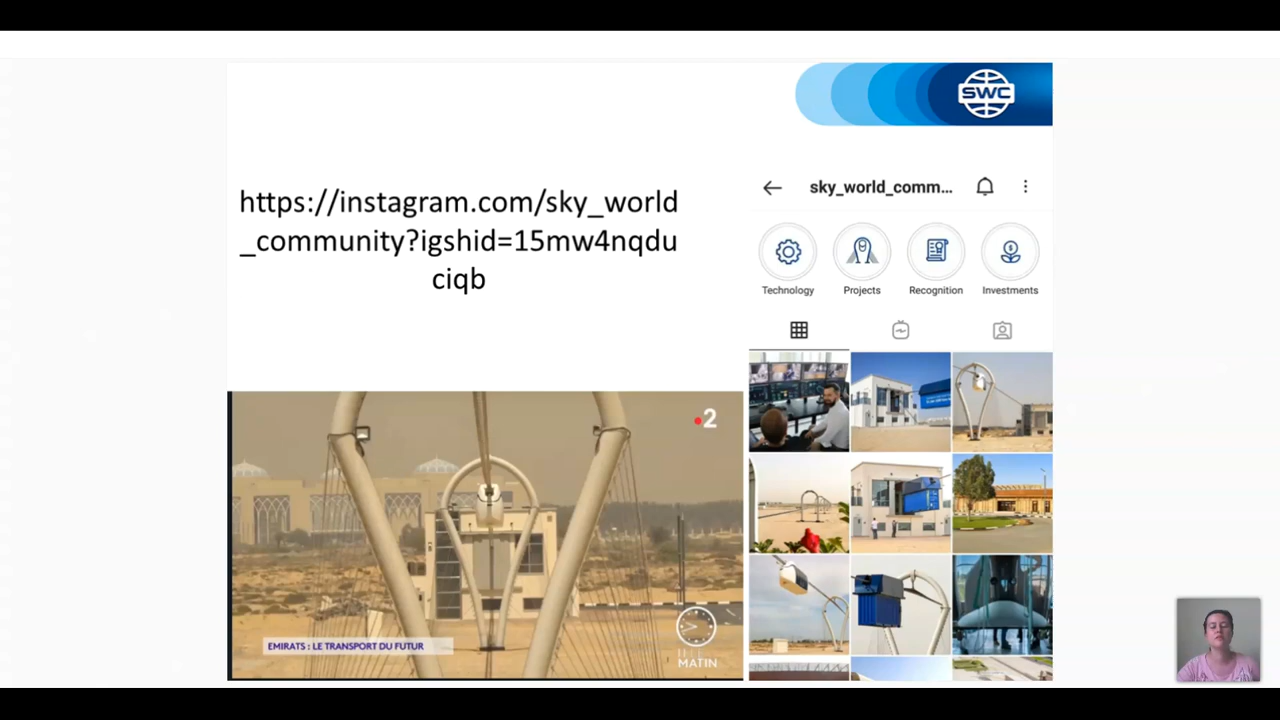 SWC
https://instagram.com/sky_world
_community?igshid=15mw4nqdu
ciqb
sky_world_comm...
Technology
Projects
Recognition
Investments
2
EMIRATS : LE TRANSPORT DU FUTUR
MATIN